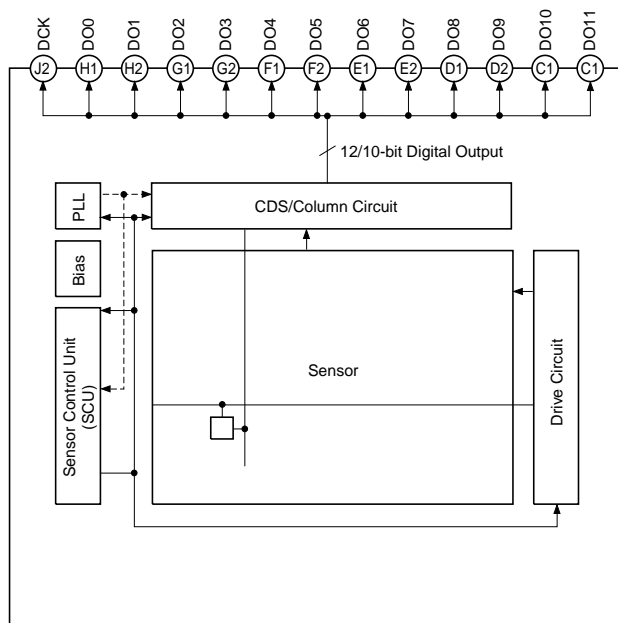 DCK DO0 DO1 DO2 DO3 DO4 DO5 DO6 DO7 DO8 DO9 DO10 DO11
J2 H1 H2 G1 G2 F1 F2 E1 E2 D1 D2 C1 C1
12/10-bit Digital Output
PLL
CDS/Column Circuit
Bias
Sensor Control Unit
(SCU)
Sensor
Drive Circuit